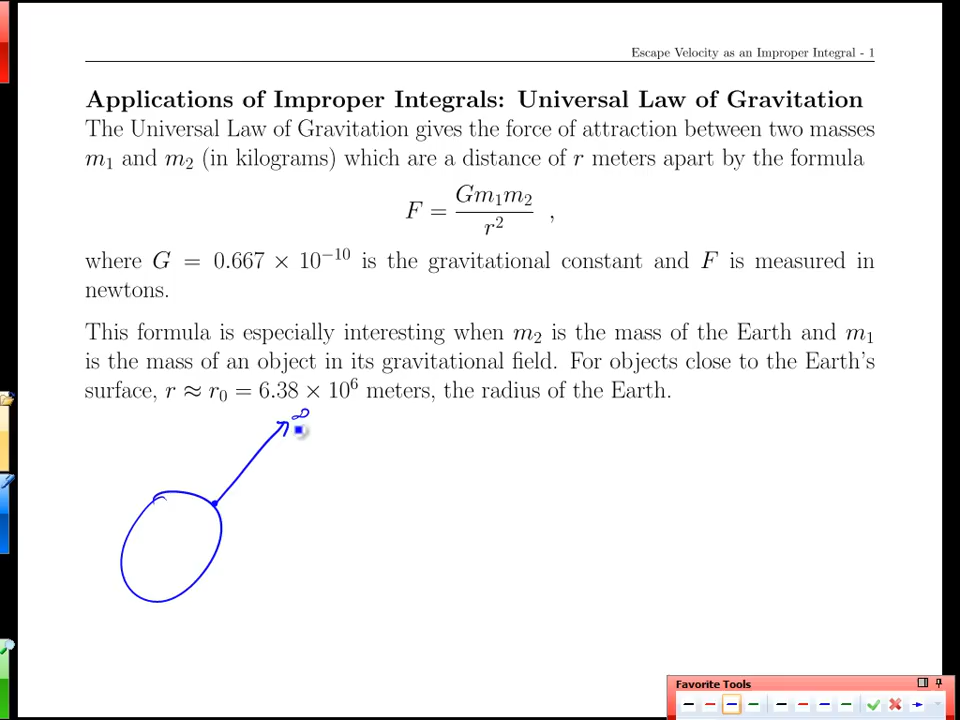 Escape Velocity as an Improper Integral - 1
Applications of Improper Integrals: Universal Law of Gravitation
The Universal Law of Gravitation gives the force of attraction between two masses
m₁ and m₂ (in kilograms) which are a distance of r meters apart by the formula
F = Gm₁m₂ / r² ,
where G = 0.667 × 10⁻¹⁰ is the gravitational constant and F is measured in
newtons.
This formula is especially interesting when m₂ is the mass of the Earth and m₁
is the mass of an object in its gravitational field. For objects close to the Earth's
surface, r ≈ r₀ = 6.38 × 10⁶ meters, the radius of the Earth.
∞
Favorite Tools